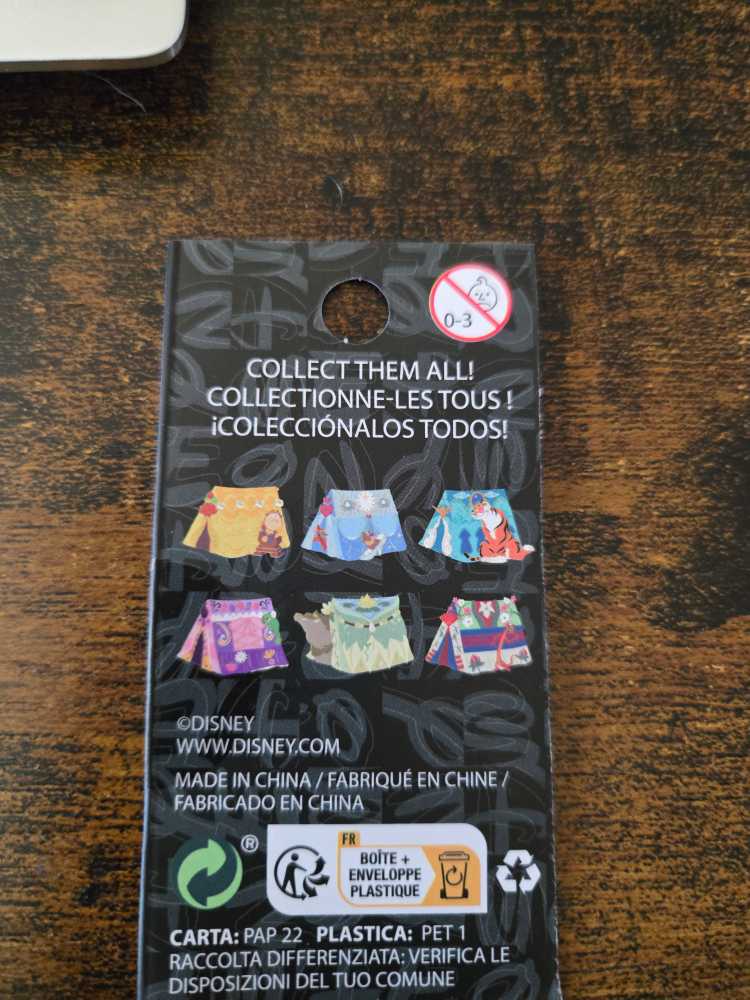 0-3
COLLECT THEM ALL!
COLLECTIONNE-LES TOUS !
¡COLECCIÓNALOS TODOS!
©DISNEY
WWW.DISNEY.COM
MADE IN CHINA / FABRIQUÉ EN CHINE /
FABRICADO EN CHINA
®
FR
BOÎTE +
ENVELOPPE
PLASTIQUE
CARTA: PAP 22 PLASTICA: PET 1
RACCOLTA DIFFERENZIATA: VERIFICA LE
DISPOSIZIONI DEL TUO COMUNE